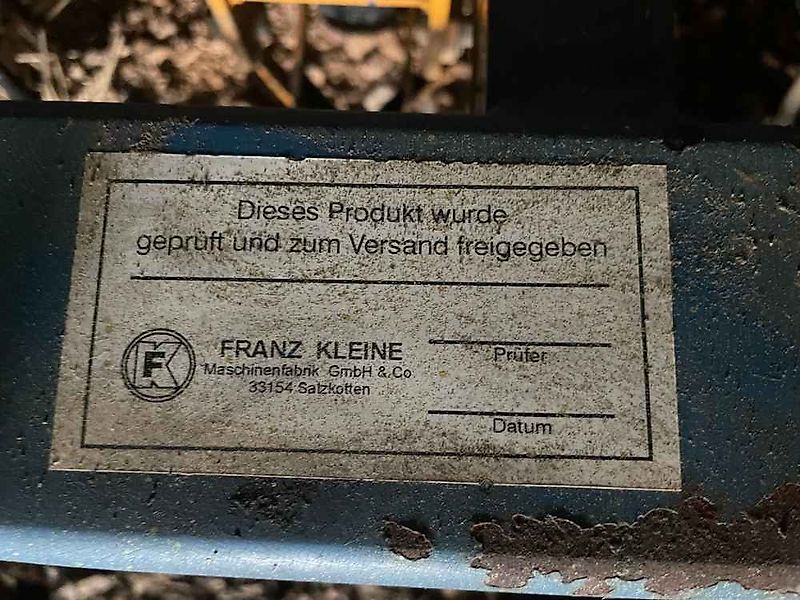 Dieses Produkt wurde
geprüft und zum Versand freigegeben
FK
FRANZ KLEINE
Maschinenfabrik GmbH & Co
33154 Salzkotten
Prüfer
Datum